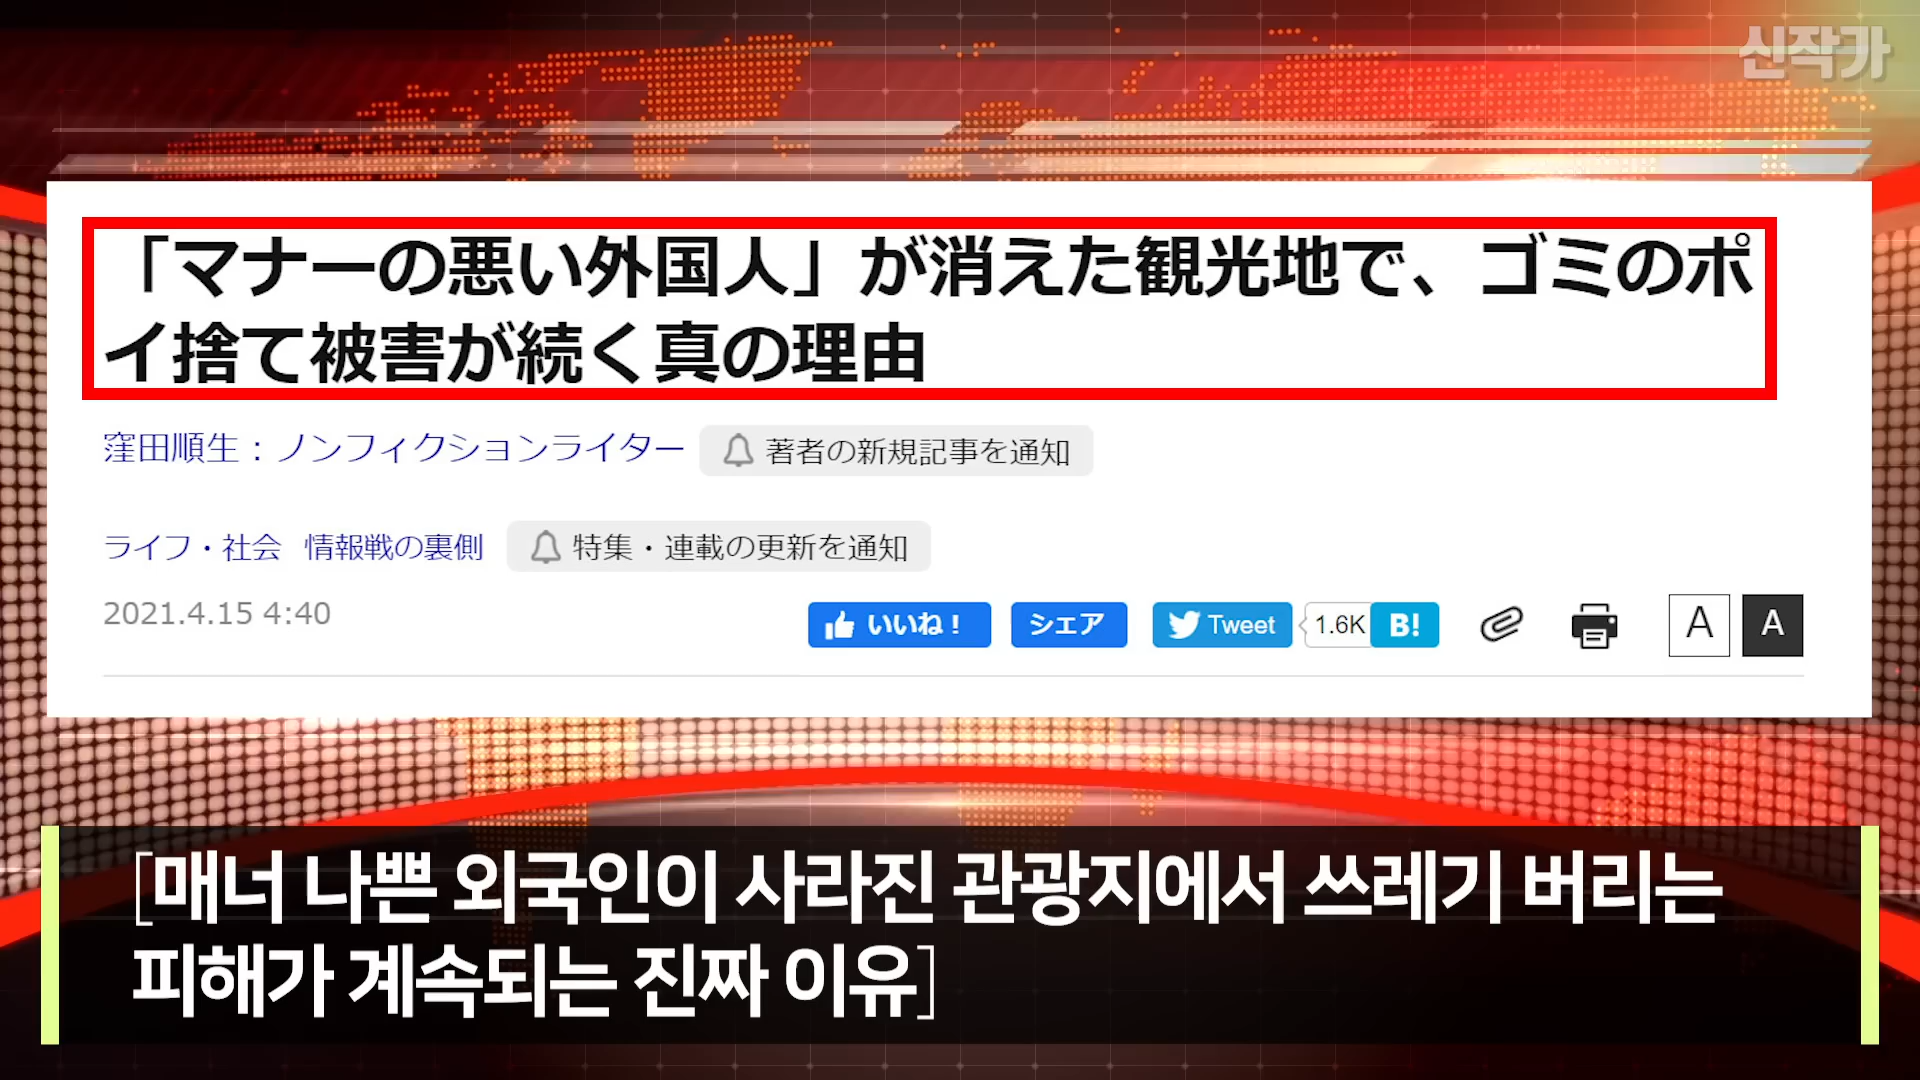 신작가
「マナーの悪い外国人」が消えた観光地で、ゴミのポ
イ捨て被害が続く真の理由
窪田順生：ノンフィクションライター 著者の新規記事を通知
ライフ・社会 情報戦の裏側 特集・連載の更新を通知
2021.4.15 4:40
いいね！ シェア Tweet 1.6K B! A A
[매너 나쁜 외국인이 사라진 관광지에서 쓰레기 버리는
피해가 계속되는 진짜 이유]